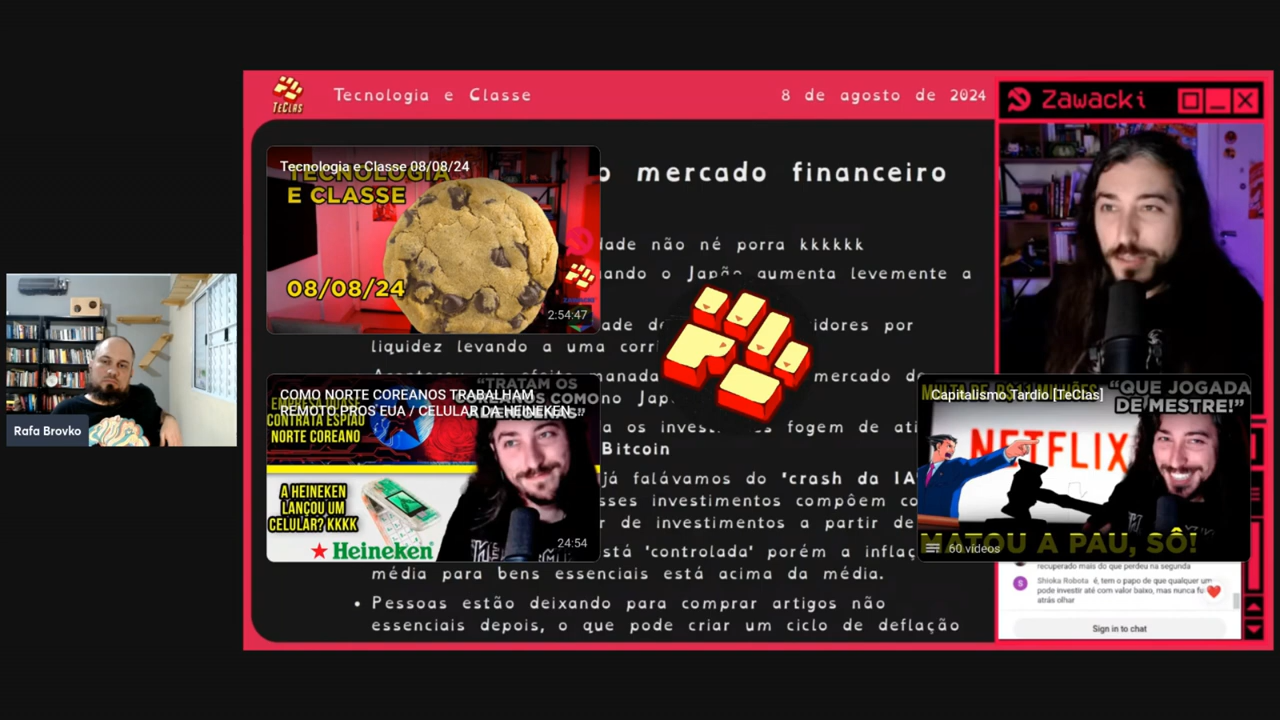 TeClas
Tecnologia e Classe
8 de agosto de 2024
Zawacki
o mercado financeiro
Tecnologia e Classe 08/08/24
TECNOLOGIA
E CLASSE
08/08/24
2:54:47
dade não né porra kkkkkk
ando o Japão aumenta levemente a
ade de
idores por
liquidez levando a uma corri
manada
mercado de
no Jap
a os invest
s fogem de ati
Bitcoin
já falávamos do "crash da IA
sses investimentos compõem co
r de investimentos a partir de
stá "controlada" porém a inflaç
média para bens essenciais está acima da média.
• Pessoas estão deixando para comprar artigos não
essenciais depois, o que pode criar um ciclo de deflação
COMO NORTE COREANOS TRABALHAM
REMOTO PROS EUA / CELULAR DA HEINEKEN
"TRATAM OS
COREANOS COMO
ALIENÍGENAS"
CONTRATA ESPIÃO
NORTE COREANO
A HEINEKEN
LANÇOU UM
CELULAR? KKKK
Heineken
24:54
Rafa Brovko
Capitalismo Tardio [TeClas]
"QUE JOGADA
DE MESTRE!"
NETFLIX
MATOU A PAU, SÔ!
60 vídeos
recuperado mais do que perdeu na segunda
S
Shioka Robota é, tem o papo de que qualquer um
pode investir até com valor baixo, mas nunca fu
atrás olhar
Sign in to chat